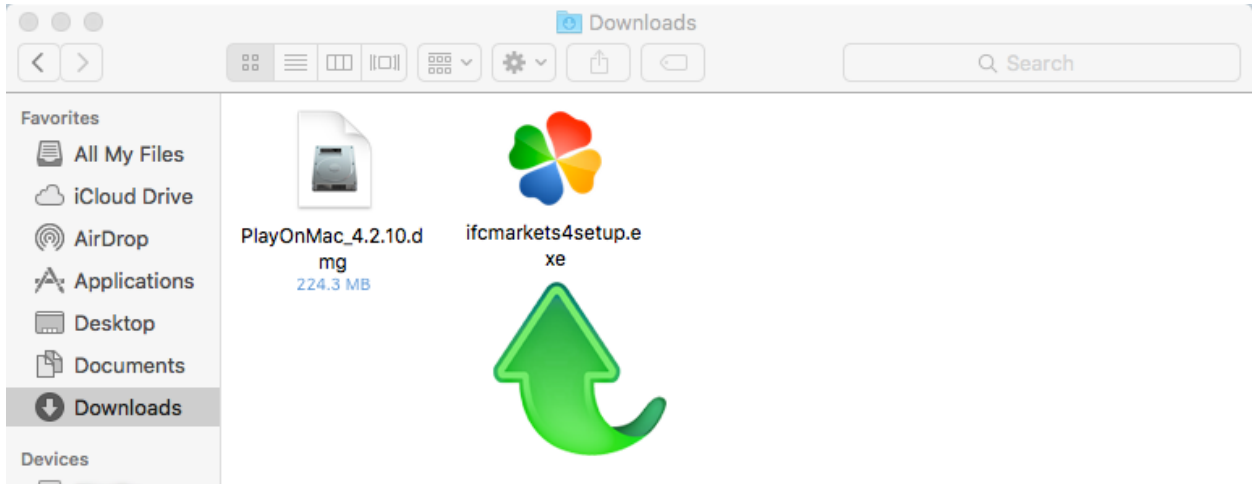 Downloads
Search
Favorites
All My Files
iCloud Drive
AirDrop
Applications
Desktop
Documents
Downloads
Devices
PlayOnMac_4.2.10.d
mg
224.3 MB
ifcmarkets4setup.e
xe